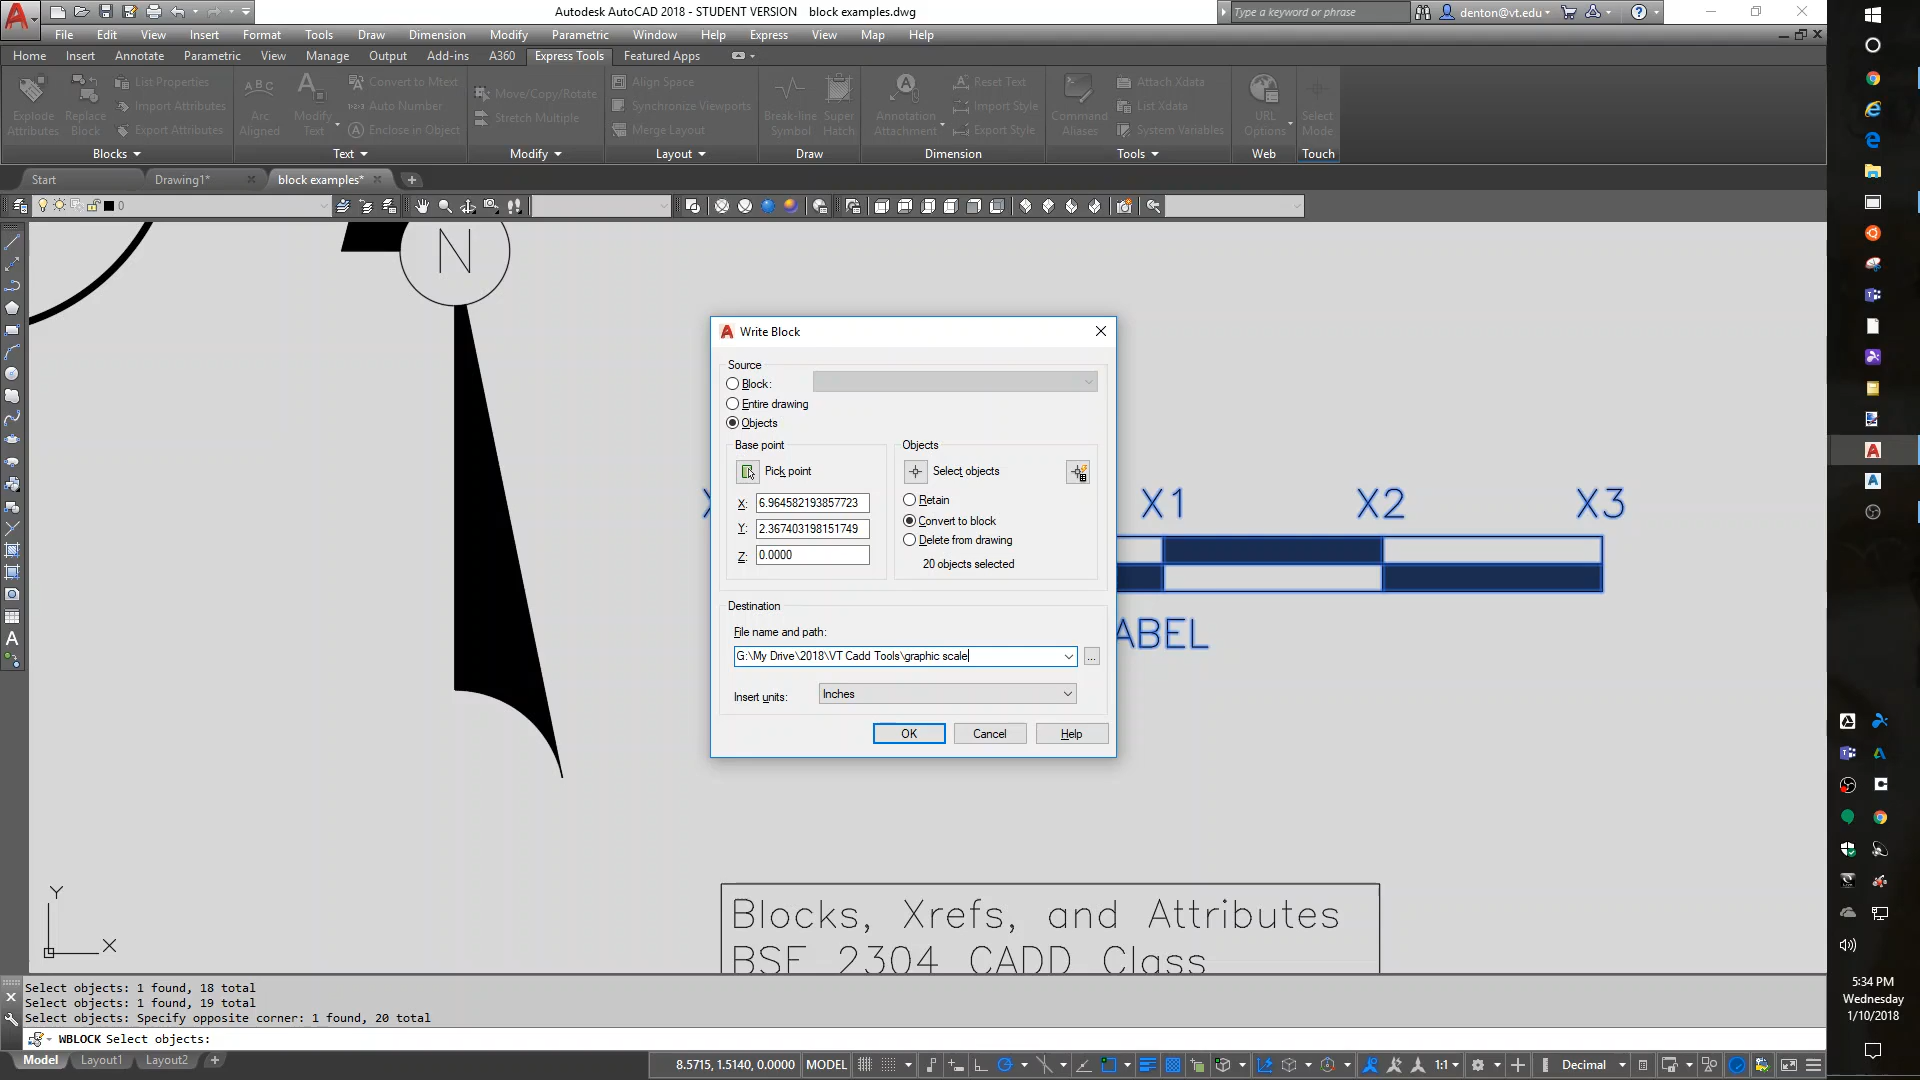 Autodesk AutoCAD 2018 - STUDENT VERSION block examples.dwg
Type a keyword or phrase
denton@vt.edu
File Edit View Insert Format Tools Draw Dimension Modify Parametric Window Help Express View Map Help
Home Insert Annotate Parametric View Manage Output Add-ins A360 Express Tools Featured Apps
Explode Attributes
Replace Block
List Properties
Import Attributes
Export Attributes
Blocks
Arc Aligned
Modify Text
Convert to Mtext
Auto Number
Enclose in Object
Text
Move/Copy/Rotate
Stretch Multiple
Modify
Align Space
Synchronize Viewports
Merge Layout
Layout
Break-line Symbol
Super Hatch
Draw
Annotation Attachment
Reset Text
Import Style
Export Style
Dimension
Command Aliases
Attach Xdata
List Xdata
System Variables
Tools
URL Options
Web
Select Mode
Touch
Start
Drawing1*
block examples*
0
N
Write Block
Source
Block:
Entire drawing
Objects
Base point
Pick point
X: 6.964582193857723
Y: 2.367403198151749
Z: 0.0000
Objects
Select objects
Retain
Convert to block
Delete from drawing
20 objects selected
Destination
File name and path:
G:\My Drive\2018\VT Cadd Tools\graphic scale
...
Insert units: Inches
OK Cancel Help
X1 X2 X3
ABEL
Blocks, Xrefs, and Attributes
BSE 2304 CADD Class
Y
X
Select objects: 1 found, 18 total
Select objects: 1 found, 19 total
Select objects: Specify opposite corner: 1 found, 20 total
WBLOCK Select objects:
Model Layout1 Layout2
8.5715, 1.5140, 0.0000 MODEL
1:1
Decimal
5:34 PM
Wednesday
1/10/2018